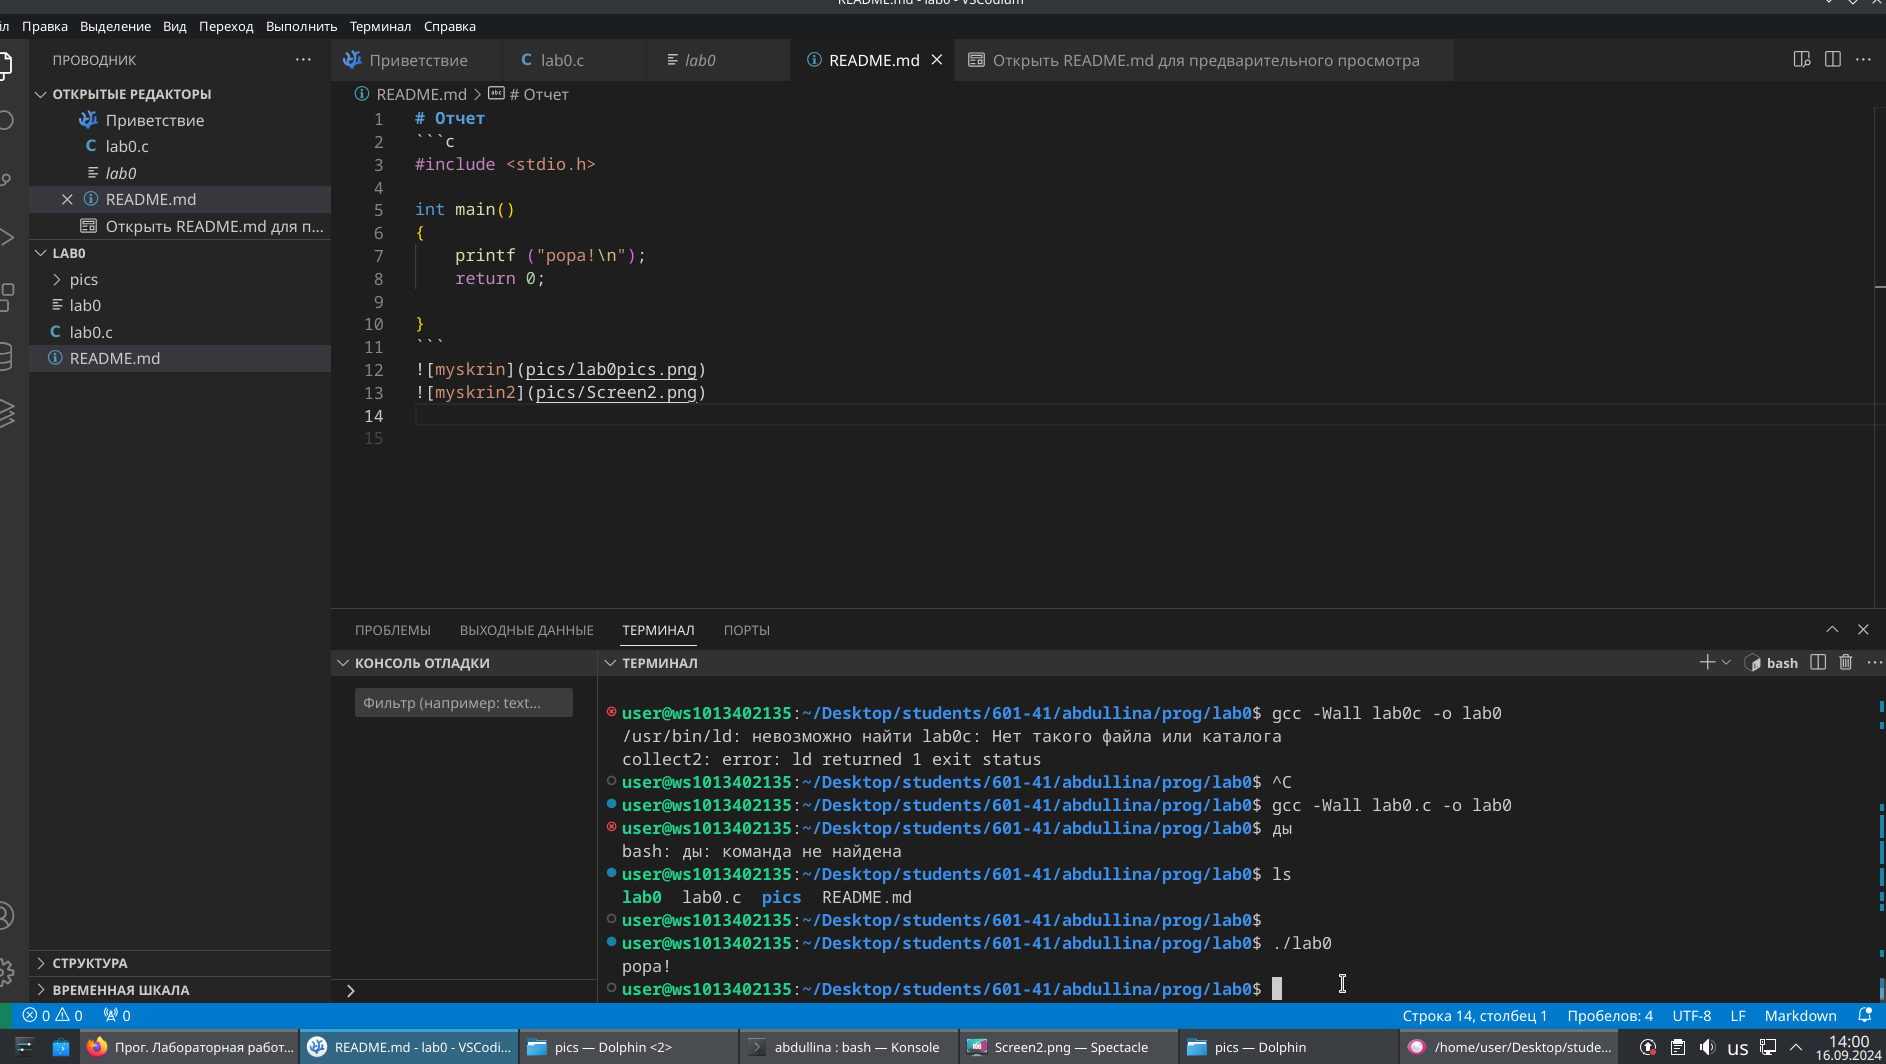 README.md - lab0 - VSCodium
Правка Выделение Вид Переход Выполнить Терминал Справка
ПРОВОДНИК
ОТКРЫТЫЕ РЕДАКТОРЫ
Приветствие
C lab0.c
lab0
README.md
Открыть README.md для п...
LAB0
pics
lab0
C lab0.c
README.md
СТРУКТУРА
ВРЕМЕННАЯ ШКАЛА
Приветствие
C lab0.c
lab0
README.md
Открыть README.md для предварительного просмотра
README.md > # Отчет
1 # Отчет
2 ```c
3 #include <stdio.h>
4
5 int main()
6 {
7     printf ("popa!\n");
8     return 0;
9
10 }
11 ```
12 ![myskrin](pics/lab0pics.png)
13 ![myskrin2](pics/Screen2.png)
14
15
ПРОБЛЕМЫ ВЫХОДНЫЕ ДАННЫЕ ТЕРМИНАЛ ПОРТЫ
КОНСОЛЬ ОТЛАДКИ
Фильтр (например: text...
ТЕРМИНАЛ
bash
user@ws1013402135:~/Desktop/students/601-41/abdullina/prog/lab0$ gcc -Wall lab0c -o lab0
/usr/bin/ld: невозможно найти lab0c: Нет такого файла или каталога
collect2: error: ld returned 1 exit status
user@ws1013402135:~/Desktop/students/601-41/abdullina/prog/lab0$ ^C
user@ws1013402135:~/Desktop/students/601-41/abdullina/prog/lab0$ gcc -Wall lab0.c -o lab0
user@ws1013402135:~/Desktop/students/601-41/abdullina/prog/lab0$ ды
bash: ды: команда не найдена
user@ws1013402135:~/Desktop/students/601-41/abdullina/prog/lab0$ ls
lab0  lab0.c  pics  README.md
user@ws1013402135:~/Desktop/students/601-41/abdullina/prog/lab0$
user@ws1013402135:~/Desktop/students/601-41/abdullina/prog/lab0$ ./lab0
popa!
user@ws1013402135:~/Desktop/students/601-41/abdullina/prog/lab0$
0 0 0
Строка 14, столбец 1 Пробелов: 4 UTF-8 LF Markdown
Прог. Лабораторная работ...
README.md - lab0 - VSCodi...
pics — Dolphin <2>
abdullina : bash — Konsole
Screen2.png — Spectacle
pics — Dolphin
/home/user/Desktop/stude...
us
14:00
16.09.2024